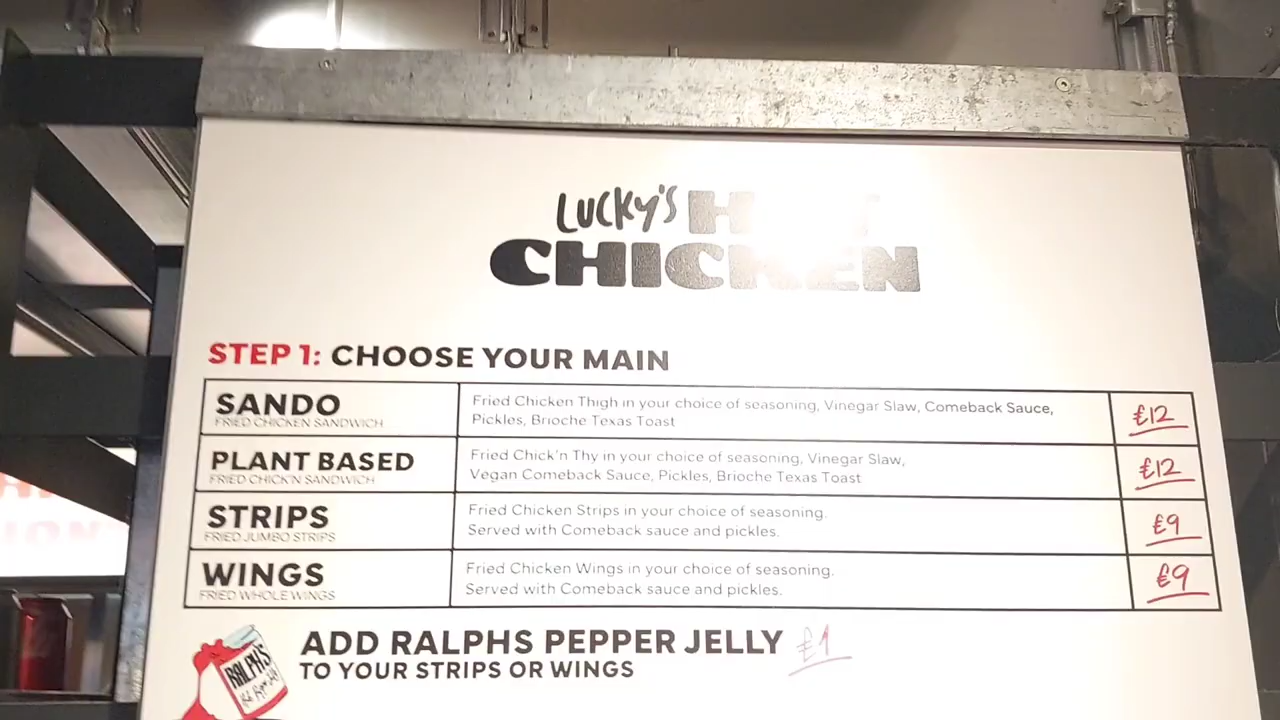 LUCKY'S
CHICKEN
STEP 1: CHOOSE YOUR MAIN
SANDO
FRIED CHICKEN SANDWICH
Fried Chicken Thigh in your choice of seasoning, Vinegar Slaw, Comeback Sauce,
Pickles, Brioche Texas Toast
£12
PLANT BASED
FRIED CHICK'N SANDWICH
Fried Chick'n Thy in your choice of seasoning, Vinegar Slaw,
Vegan Comeback Sauce, Pickles, Brioche Texas Toast
£12
STRIPS
FRIED JUMBO STRIPS
Fried Chicken Strips in your choice of seasoning.
Served with Comeback sauce and pickles.
£9
WINGS
FRIED WHOLE WINGS
Fried Chicken Wings in your choice of seasoning.
Served with Comeback sauce and pickles.
£9
ADD RALPHS PEPPER JELLY £1
TO YOUR STRIPS OR WINGS
RALPH'S